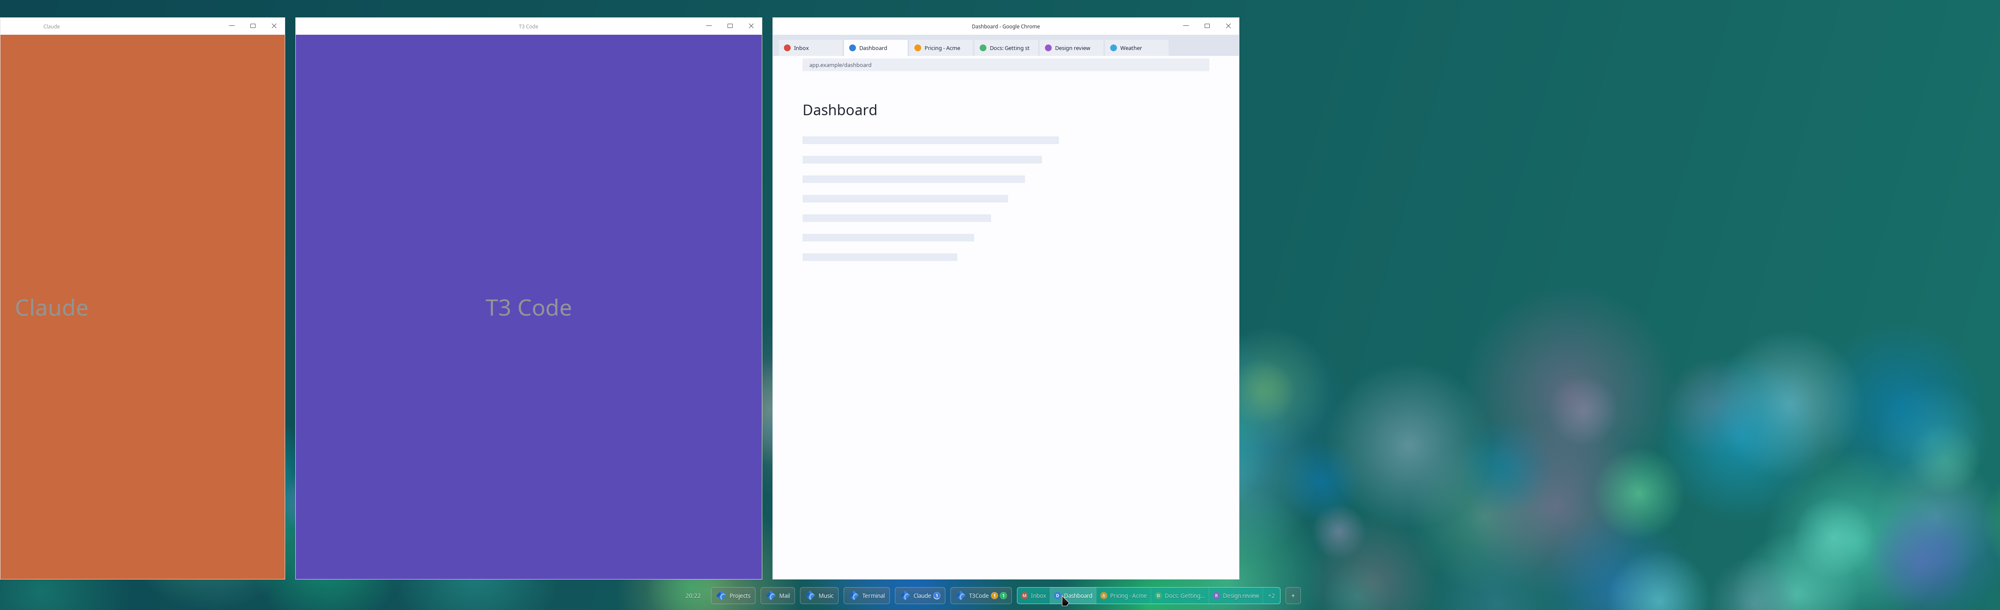 Claude
T3 Code
Dashboard - Google Chrome
Inbox
Dashboard
Pricing - Acme
Docs: Getting st
Design review
Weather
app.example/dashboard
Dashboard
Claude
T3 Code
20:22
Projects
Mail
Music
Terminal
Claude
T3Code
Inbox
Dashboard
Pricing - Acme
Docs: Getting...
Design review
+2
+